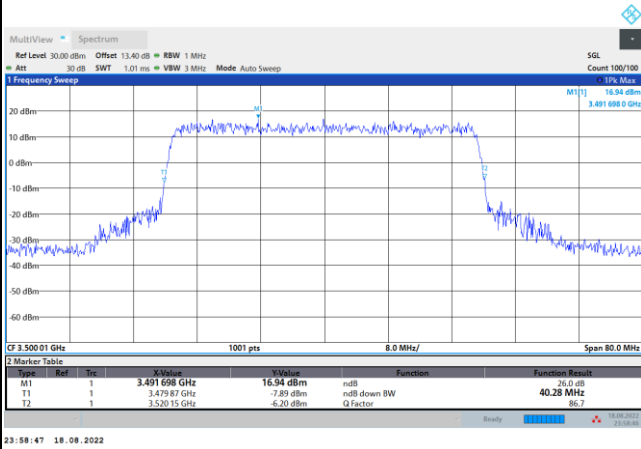 MultiView Spectrum
Ref Level 30.00 dBm Offset 13.40 dB RBW 1 MHz SGL
Att 30 dB SWT 1.01 ms VBW 3 MHz Mode Auto Sweep Count 100/100
1 Frequency Sweep 1Pk Max
M1[1] 16.94 dBm
3.491 698 0 GHz
M1
20 dBm
10 dBm
0 dBm
T1 T2
-10 dBm
-20 dBm
-30 dBm
-40 dBm
-50 dBm
-60 dBm
CF 3.500 01 GHz 1001 pts 8.0 MHz/ Span 80.0 MHz
2 Marker Table
Type Ref Trc X-Value Y-Value Function Function Result
M1 1 3.491 698 GHz 16.94 dBm ndB 26.0 dB
T1 1 3.479 87 GHz -7.89 dBm ndB down BW 40.28 MHz
T2 1 3.520 15 GHz -6.20 dBm Q Factor 86.7
Ready 18.08.2022
23:58:46
23:58:47 18.08.2022